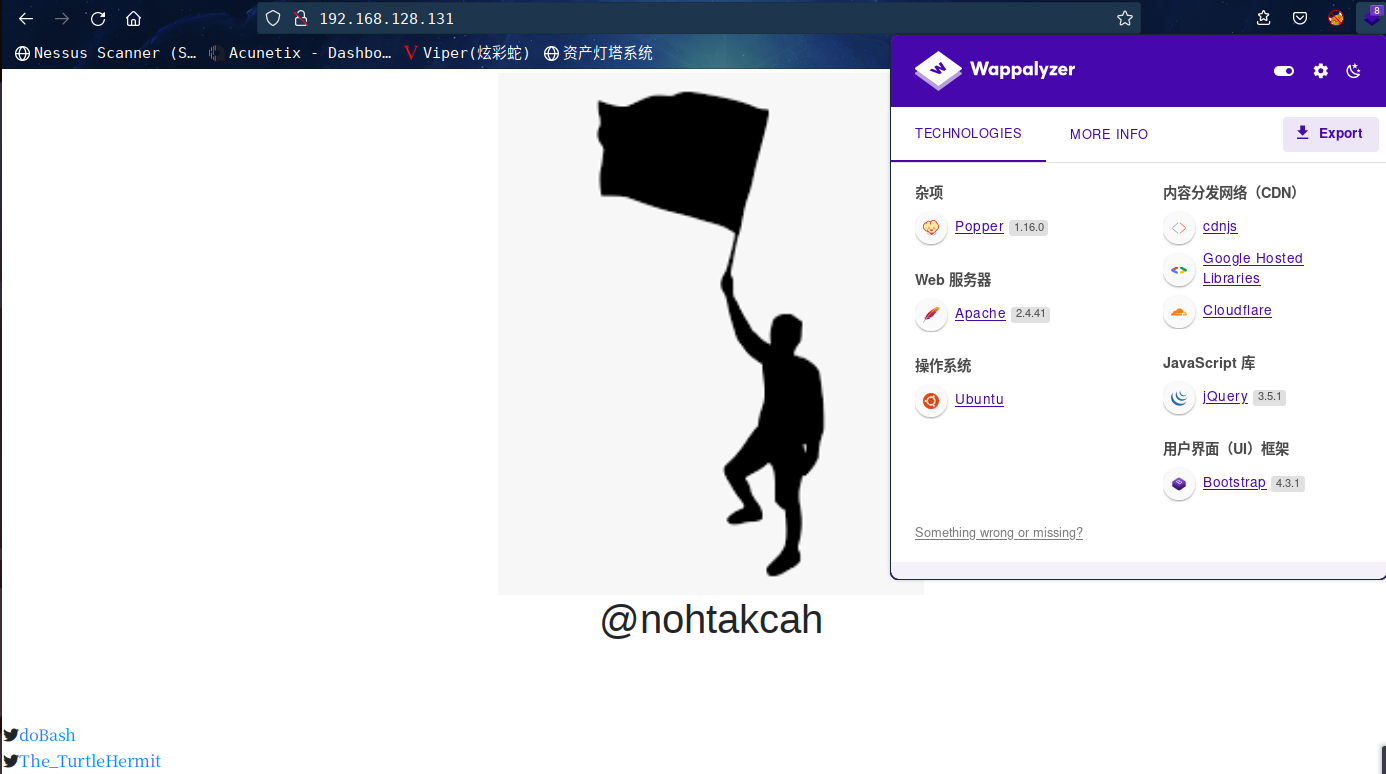 192.168.128.131
8
Nessus Scanner (S…
Acunetix - Dashbo…
Viper(炫彩蛇)
资产灯塔系统
Wappalyzer
TECHNOLOGIES
MORE INFO
Export
杂项
Popper 1.16.0
Web 服务器
Apache 2.4.41
操作系统
Ubuntu
内容分发网络（CDN）
cdnjs
Google Hosted
Libraries
Cloudflare
JavaScript 库
jQuery 3.5.1
用户界面（UI）框架
Bootstrap 4.3.1
Something wrong or missing?
@nohtakcah
doBash
The_TurtleHermit